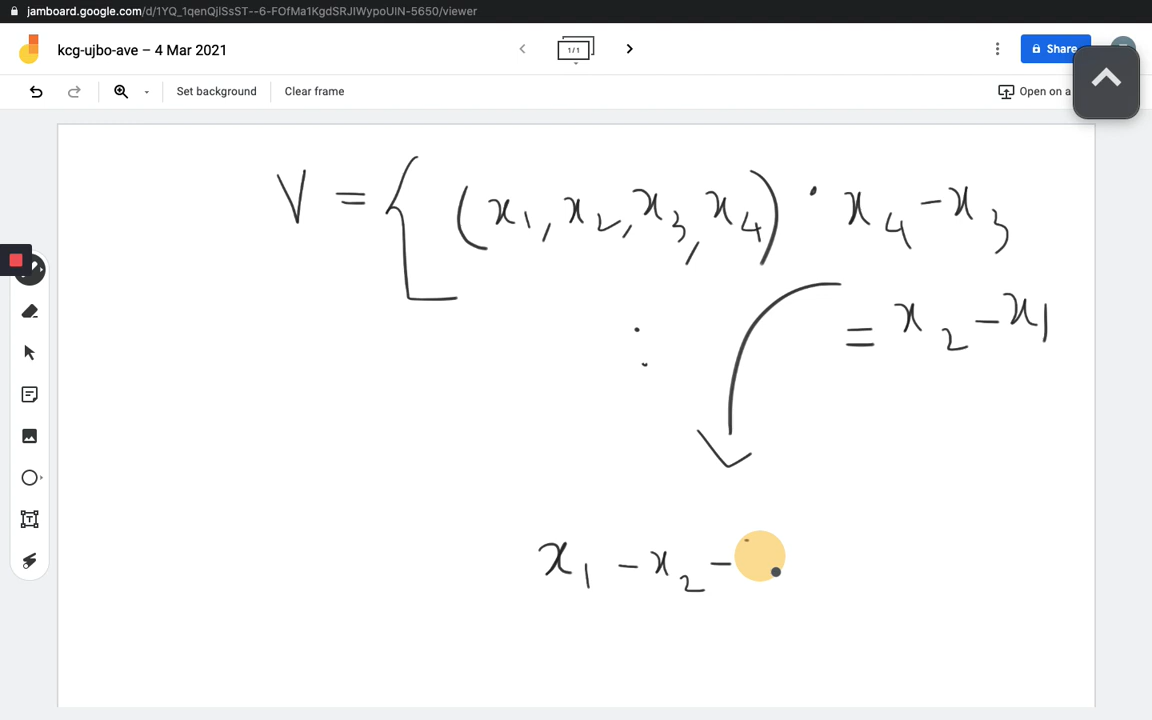 jamboard.google.com/d/1YQ_1qenQjlSsST--6-FOfMa1KgdSRJIWypoUIN-5650/viewer
kcg-ujbo-ave – 4 Mar 2021
1/1
Share
Set background
Clear frame
Open on a
V = { (x₁, x₂, x₃, x₄) · x₄ - x₃
= x₂ - x₁
:
x₁ - x₂ -